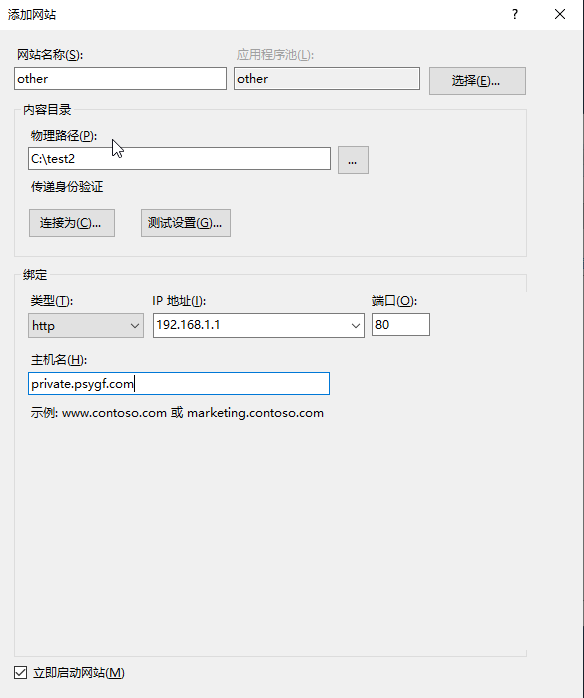 添加网站 ?
网站名称(S): 应用程序池(L):
other other 选择(E)...
内容目录
物理路径(P):
C:\test2 ...
传递身份验证
连接为(C)... 测试设置(G)...
绑定
类型(T): IP 地址(I): 端口(O):
http 192.168.1.1 80
主机名(H):
private.psygf.com
示例: www.contoso.com 或 marketing.contoso.com
立即启动网站(M)